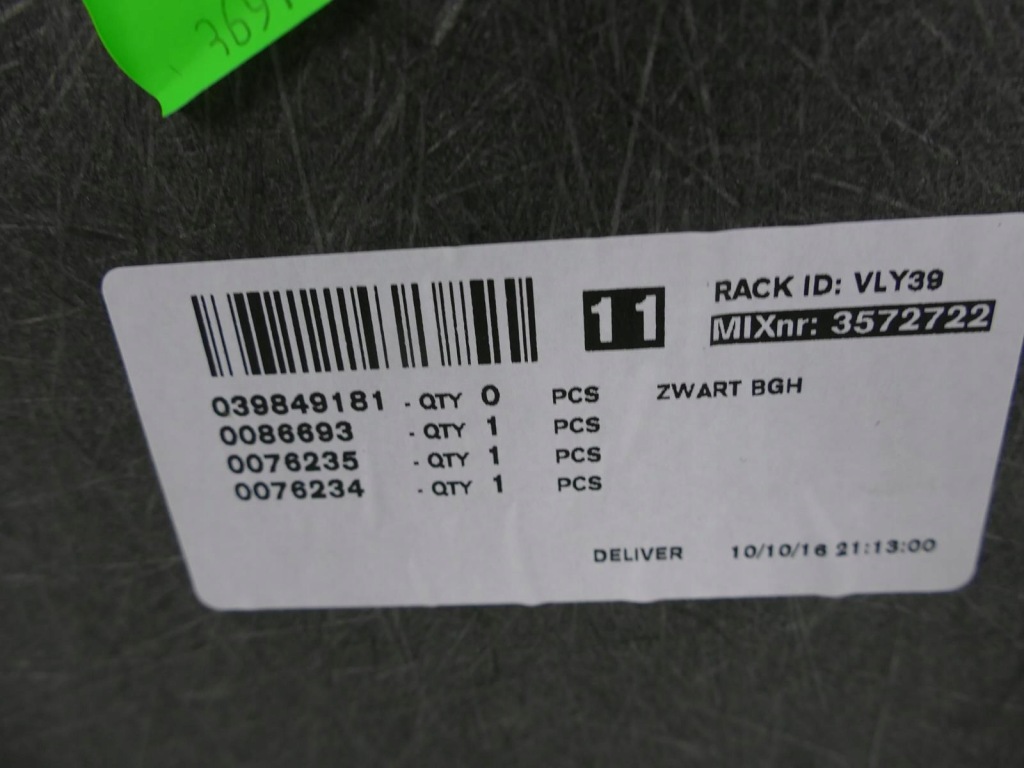 11
RACK ID: VLY39
MIXnr: 3572722
039849181 - QTY 0 PCS ZWART BGH
0086693 - QTY 1 PCS
0076235 - QTY 1 PCS
0076234 - QTY 1 PCS
DELIVER 10/10/16 21:13:00